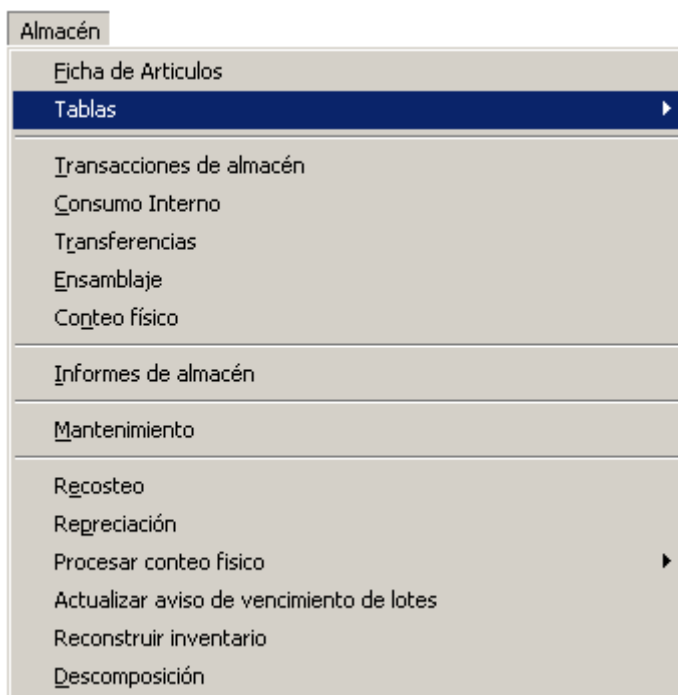 Almacén
Ficha de Articulos
Tablas
Transacciones de almacén
Consumo Interno
Transferencias
Ensamblaje
Conteo físico
Informes de almacén
Mantenimiento
Recosteo
Repreciación
Procesar conteo fisico
Actualizar aviso de vencimiento de lotes
Reconstruir inventario
Descomposición